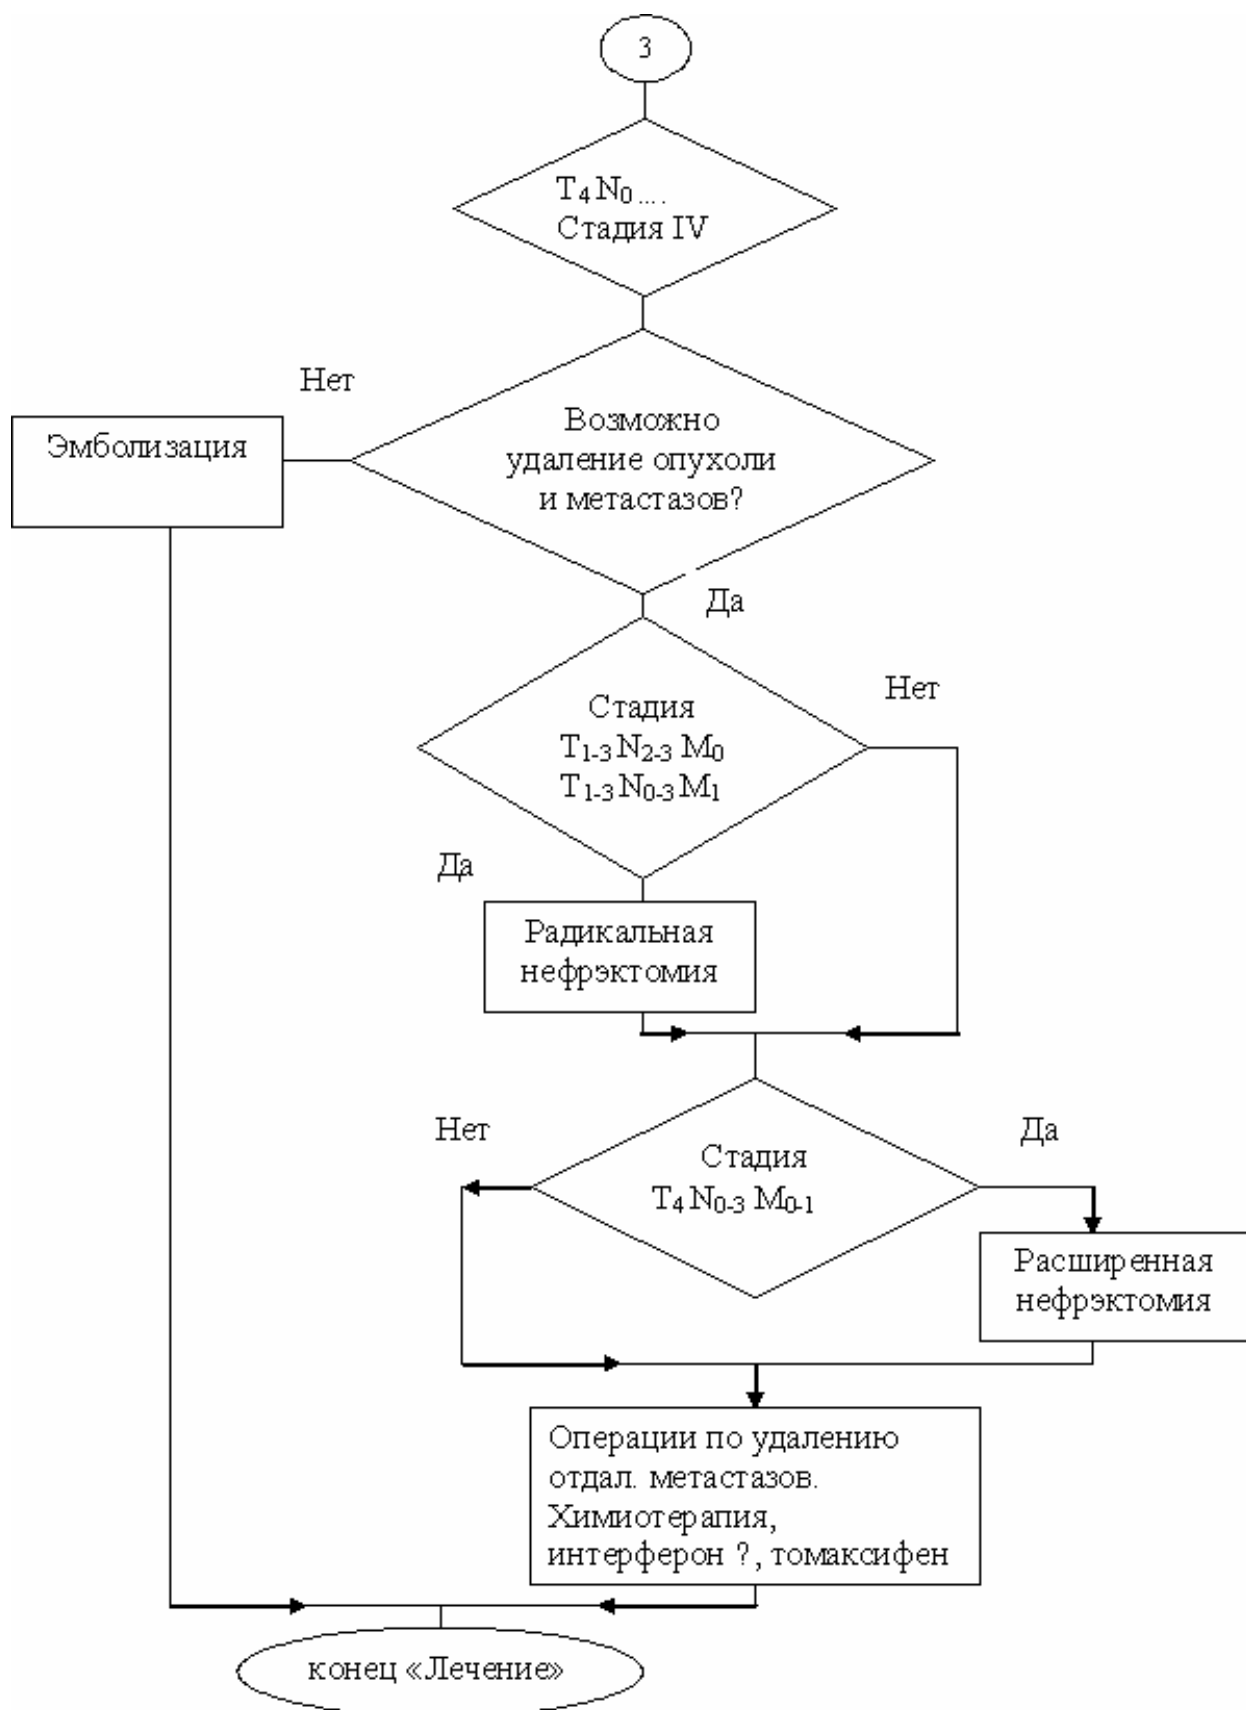 3
T₄ N₀ ....
Стадия IV
Нет
Эмболизация
Возможно
удаление опухоли
и метастазов?
Да
Стадия
T₁₋₃ N₂₋₃ M₀
T₁₋₃ N₀₋₃ M₁
Нет
Да
Радикальная
нефрэктомия
Нет
Да
Стадия
T₄ N₀₋₃ M₀₋₁
Расширенная
нефрэктомия
Операции по удалению
отдал. метастазов.
Химиотерапия,
интерферон ?, томаксифен
конец «Лечение»